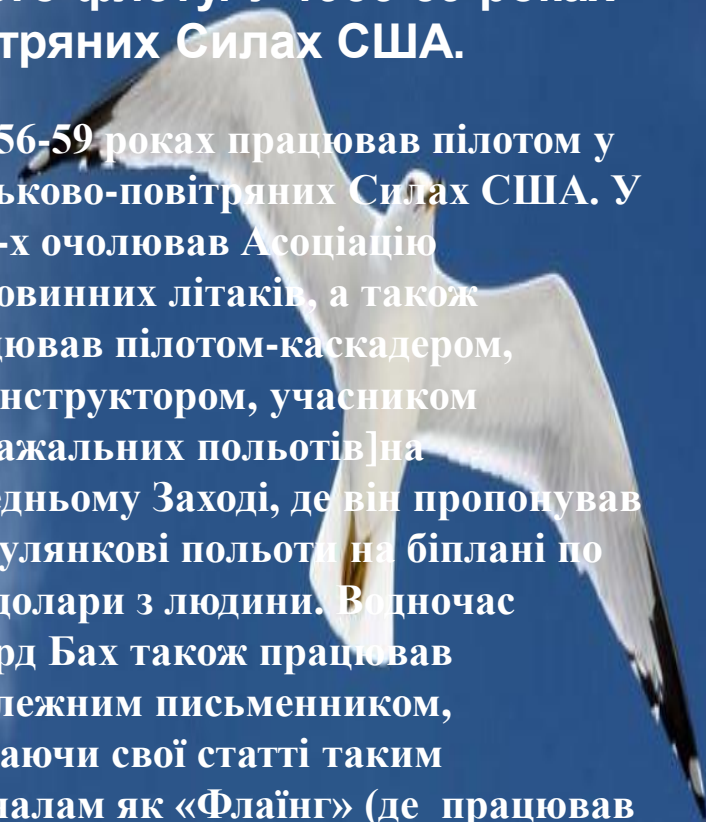 тряних Силах США.
56-59 роках працював пілотом у
ьково-повітряних Силах США. У
-х очолював Асоціацію
овинних літаків, а також
ював пілотом-каскадером,
нструктором, учасником
ажальних польотів]на
едньому Заході, де він пропонував
улянкові польоти на біплані по
долари з людини. Водночас
рд Бах також працював
лежним письменником,
аючи свої статті таким
налам як «Флаїнг» (де працював